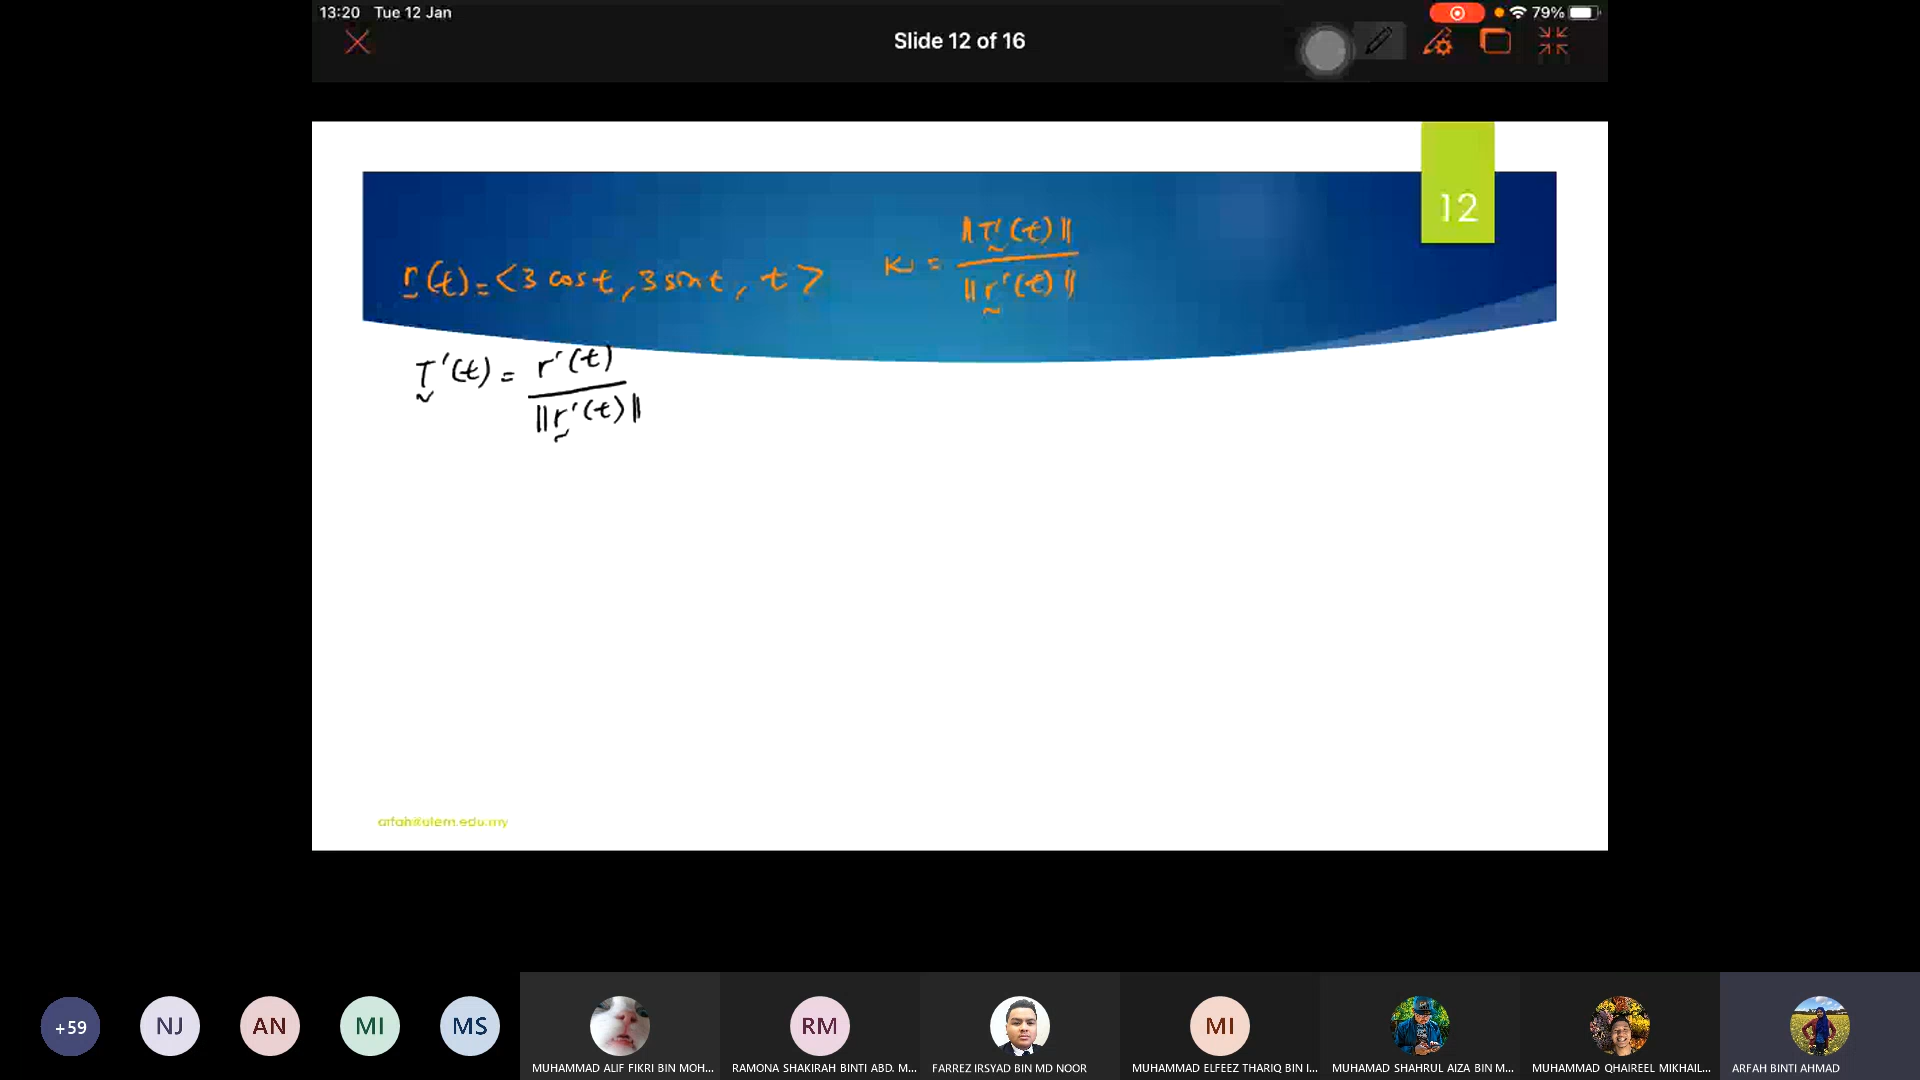 13:20 Tue 12 Jan
79%
Slide 12 of 16
12
r(t) = <3 cos t, 3 sin t, t>
K = ‖T'(t)‖ / ‖r'(t)‖
T'(t) = r'(t) / ‖r'(t)‖
+59
NJ
AN
MI
MS
RM
MI
MUHAMMAD ALIF FIKRI BIN MOH...
RAMONA SHAKIRAH BINTI ABD. M...
FARREZ IRSYAD BIN MD NOOR
MUHAMMAD ELFEEZ THARIQ BIN I...
MUHAMAD SHAHRUL AIZA BIN M...
MUHAMMAD QHAIREEL MIKHAIL...
ARFAH BINTI AHMAD